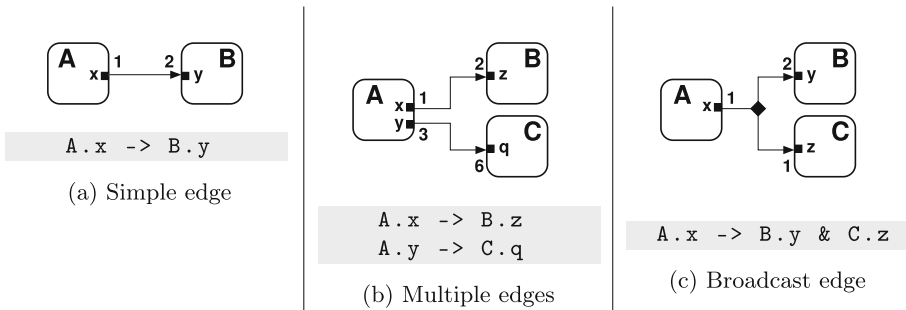 A
x
1
2
y
B
A.x -> B.y
(a) Simple edge
A
x
1
y
3
2
z
B
6
q
C
A.x -> B.z
A.y -> C.q
(b) Multiple edges
A
x
1
2
y
B
1
z
C
A.x -> B.y & C.z
(c) Broadcast edge